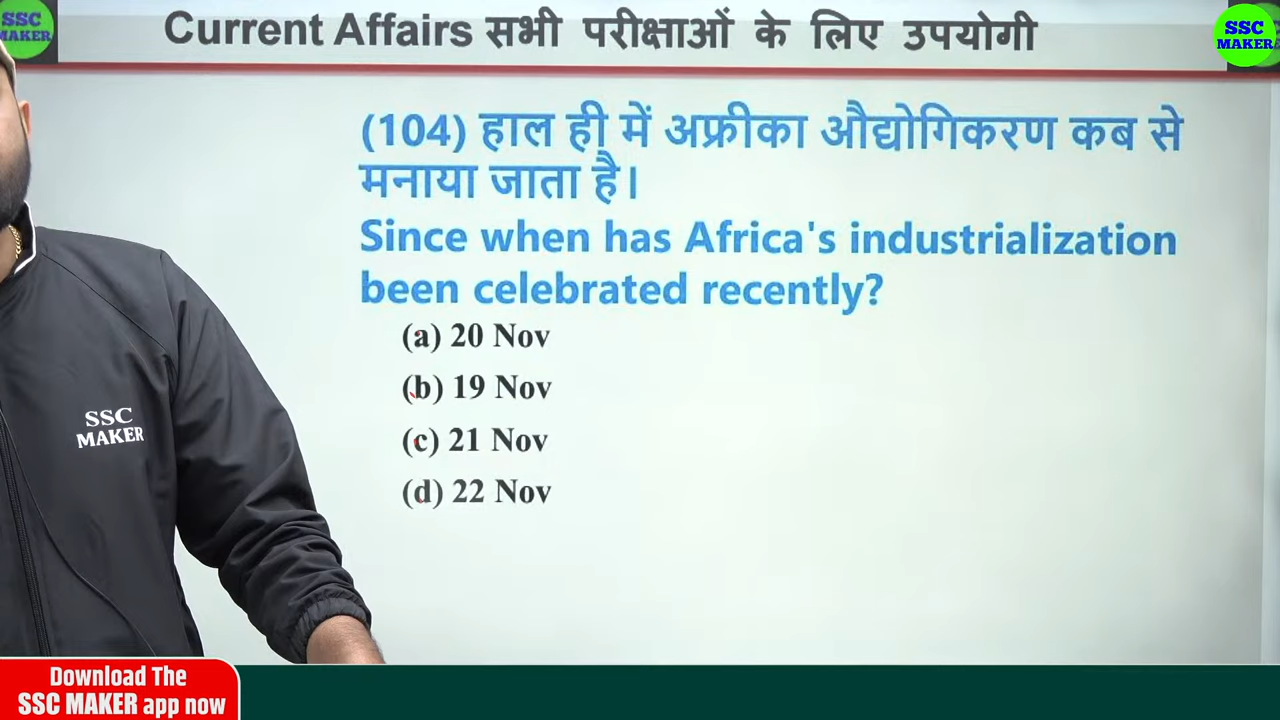 SSC
MAKER
Current Affairs सभी परीक्षाओं के लिए उपयोगी
SSC
MAKER
(104) हाल ही में अफ्रीका औद्योगिकरण कब से
मनाया जाता है।
Since when has Africa's industrialization
been celebrated recently?
(a) 20 Nov
(b) 19 Nov
(c) 21 Nov
(d) 22 Nov
SSC
MAKER
Download The
SSC MAKER app now